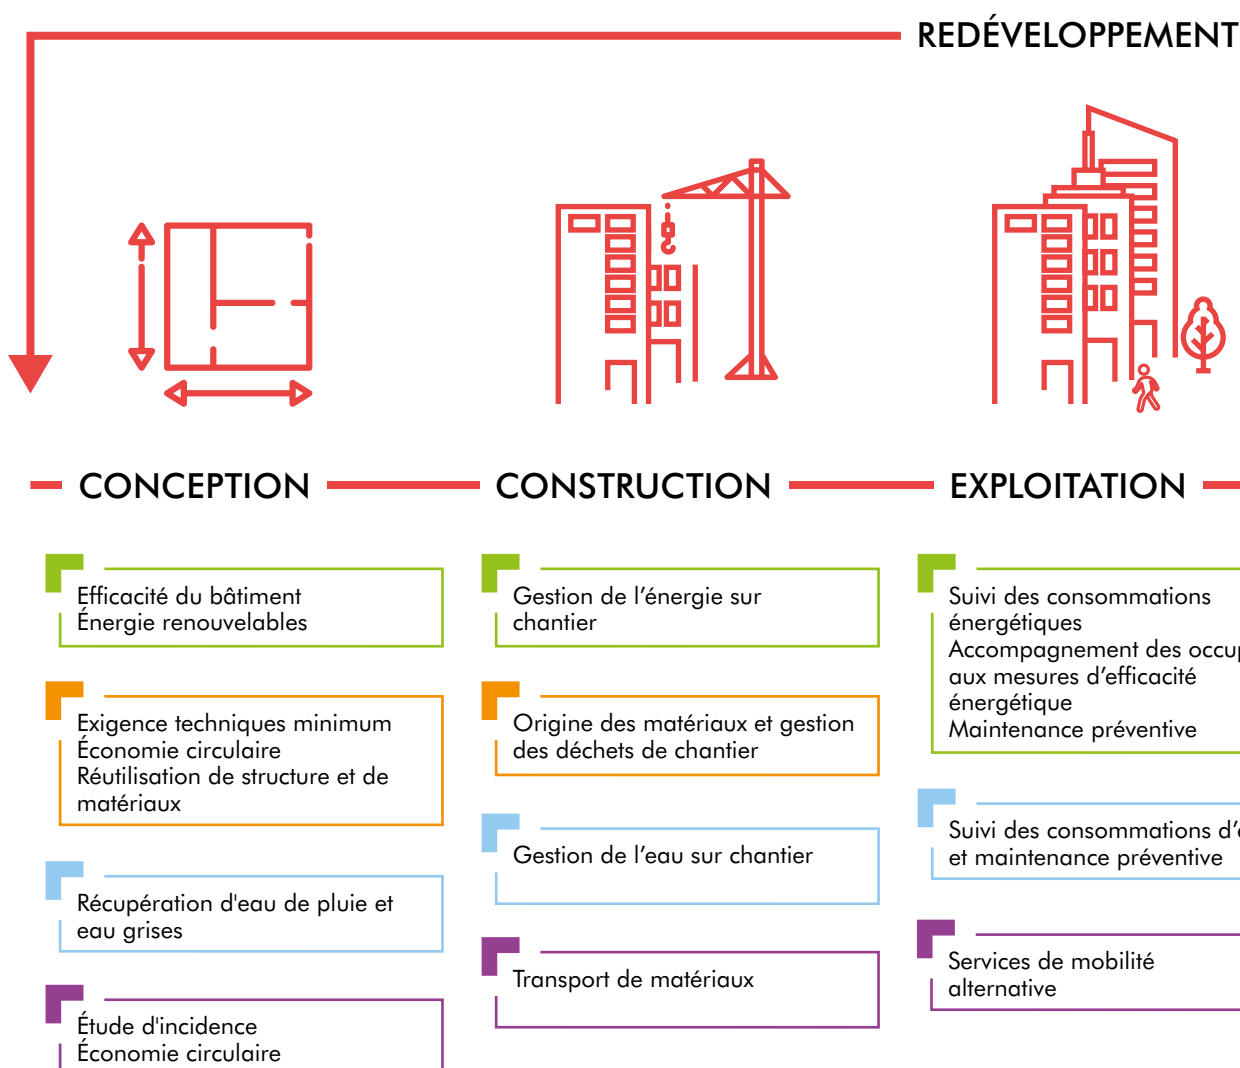 REDÉVELOPPEMENT
CONCEPTION
CONSTRUCTION
EXPLOITATION
Efficacité du bâtiment
Énergie renouvelables
Exigence techniques minimum
Économie circulaire
Réutilisation de structure et de
matériaux
Récupération d'eau de pluie et
eau grises
Étude d'incidence
Économie circulaire
Gestion de l’énergie sur
chantier
Origine des matériaux et gestion
des déchets de chantier
Gestion de l’eau sur chantier
Transport de matériaux
Suivi des consommations
énergétiques
Accompagnement des
aux mesures d’efficacité
énergétique
Maintenance préventive
Suivi des consommations
et maintenance préventive
Services de mobilité
alternative